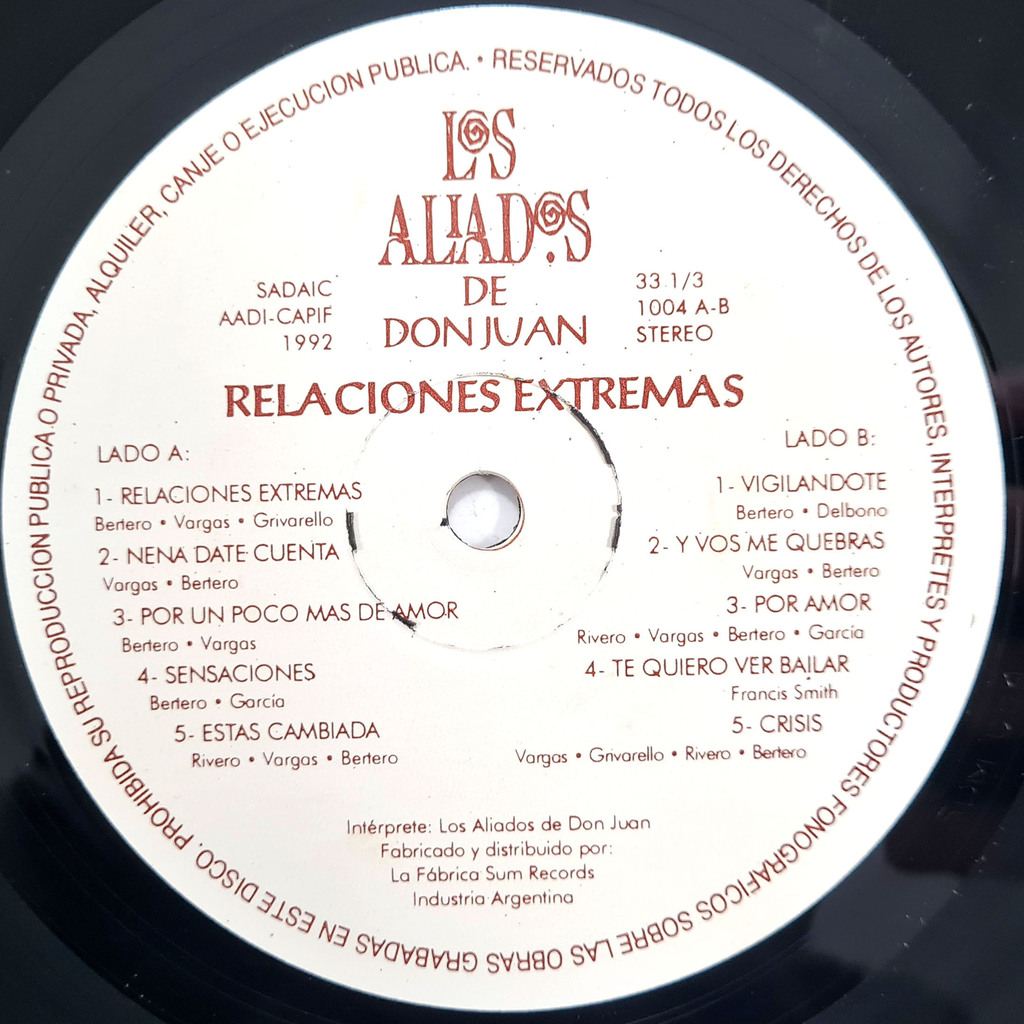 RESERVADOS TODOS LOS DERECHOS DE LOS AUTORES, INTERPRETES Y PRODUCTORES FONOGRAFICOS SOBRE LAS OBRAS GRABADAS EN ESTE DISCO. PROHIBIDA SU REPRODUCCION PUBLICA O PRIVADA, ALQUILER, CANJE O EJECUCION PUBLICA. •
LOS
ALIADOS
DE
DON JUAN
SADAIC
AADI-CAPIF
1992
33.1/3
1004 A-B
STEREO
RELACIONES EXTREMAS
LADO A:
1- RELACIONES EXTREMAS
Bertero • Vargas • Grivarello
2- NENA DATE CUENTA
Vargas • Bertero
3- POR UN POCO MAS DE AMOR
Bertero • Vargas
4- SENSACIONES
Bertero • García
5- ESTAS CAMBIADA
Rivero • Vargas • Bertero
LADO B:
1- VIGILANDOTE
Bertero • Delbono
2- Y VOS ME QUEBRAS
Vargas • Bertero
3- POR AMOR
Rivero • Vargas • Bertero • García
4- TE QUIERO VER BAILAR
Francis Smith
5- CRISIS
Vargas • Grivarello • Rivero • Bertero
Intérprete: Los Aliados de Don Juan
Fabricado y distribuido por:
La Fábrica Sum Records
Industria Argentina